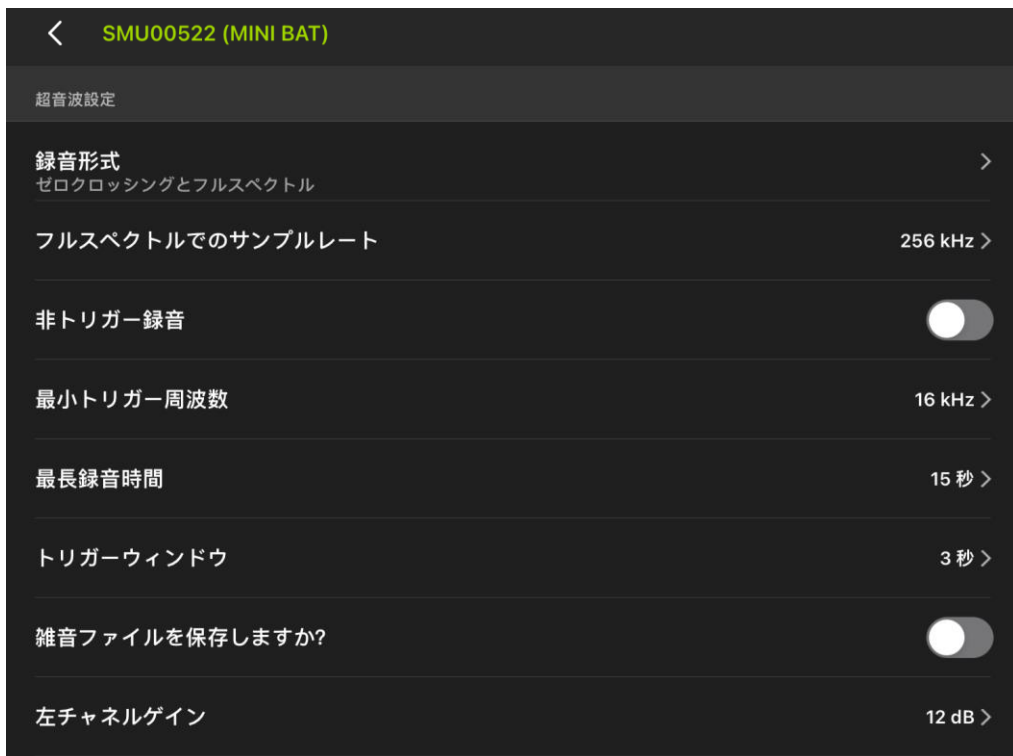 SMU00522 (MINI BAT)
超音波設定
録音形式
ゼロクロッシングとフルスペクトル
フルスペクトルでのサンプルレート 256 kHz
非トリガー録音
最小トリガー周波数 16 kHz
最長録音時間 15 秒
トリガーウィンドウ 3 秒
雑音ファイルを保存しますか?
左チャネルゲイン 12 dB